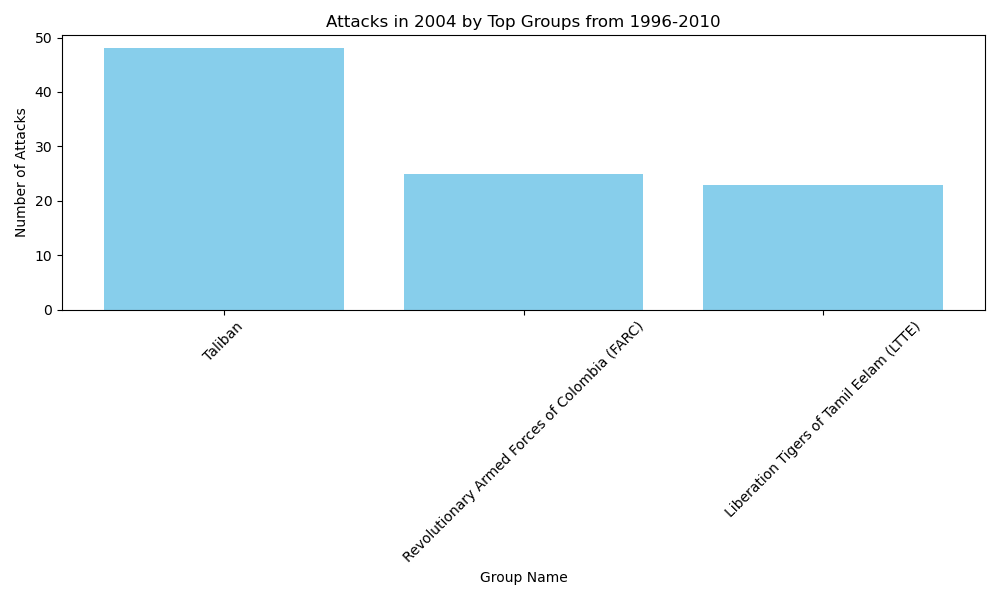 Attacks in 2004 by Top Groups from 1996-2010
Number of Attacks
50
40
30
20
10
0
Taliban
Revolutionary Armed Forces of Colombia (FARC)
Liberation Tigers of Tamil Eelam (LTTE)
Group Name